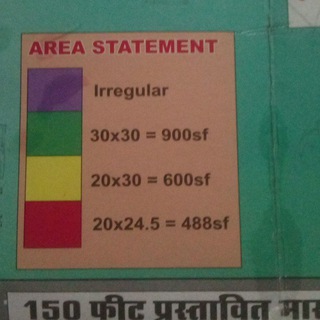 AREA STATEMENT
Irregular
30x30 = 900sf
20x30 = 600sf
20x24.5 = 488sf
150 फीट प्रस्तावित